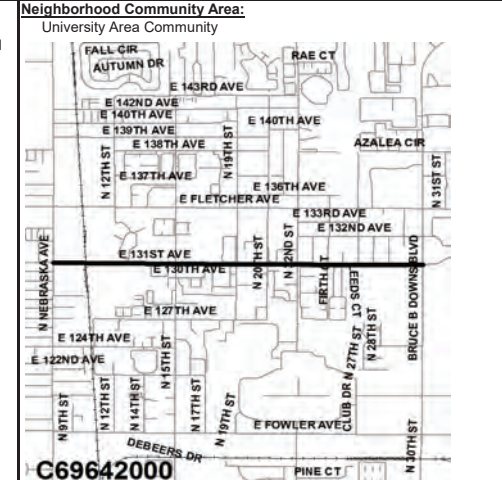 Neighborhood Community Area:
University Area Community
FALL CIR
AUTUMN DR
RAE CT
E 143RD AVE
E 142ND AVE
E 140TH AVE
E 140TH AVE
E 139TH AVE
E 138TH AVE
AZALEA CIR
N 12TH ST
N 19TH ST
N 31ST ST
E 137TH AVE
E 136TH AVE
E FLETCHER AVE
E 133RD AVE
E 132ND AVE
N NEBRASKA AVE
E 131ST AVE
E 130TH AVE
N 20TH ST
N 22ND ST
FIRTH CT
LEEDS CT
BRUCE B DOWNS BLVD
E 127TH AVE
N 27TH ST
N 28TH ST
E 124TH AVE
E 122ND AVE
N 15TH ST
N 9TH ST
N 12TH ST
N 14TH ST
N 17TH ST
N 19TH ST
CLUB DR
E FOWLER AVE
N 30TH ST
DEBEERS DR
PINE CT
C69642000